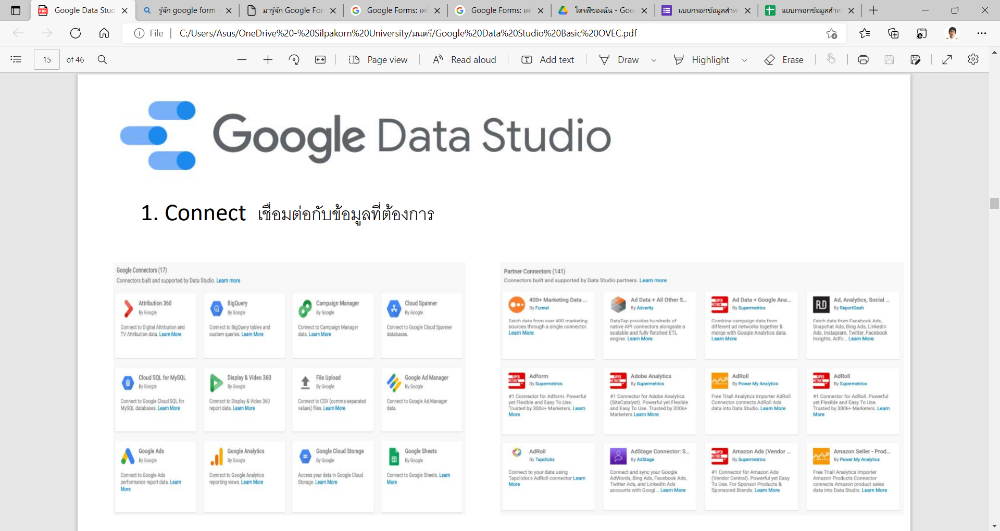 Google Data Stud
รู้จัก google form
มารู้จัก Google For
Google Forms: เคร
Google Forms: เคร
ไดรฟ์ของฉัน - Goo
แบบกรอกข้อมูลสำห
แบบกรอกข้อมูลสำห
File
C:/Users/Asus/OneDrive%20-%20Silpakorn%20University/มนตรี/Google%20Data%20Studio%20Basic%20OVEC.pdf
15 of 46
Page view
Read aloud
Add text
Draw
Highlight
Erase
Google Data Studio
1. Connect เชื่อมต่อกับข้อมูลที่ต้องการ
Google Connectors (17)
Connectors built and supported by Data Studio. Learn more
Attribution 360
By Google
Connect to Digital Attribution and
TV Attribution data. Learn More
BigQuery
By Google
Connect to BigQuery tables and
custom queries. Learn More
Campaign Manager
By Google
Connect to Campaign Manager
data. Learn More
Cloud Spanner
By Google
Connect to Google Cloud Spanner
databases.
Cloud SQL for MySQL
By Google
Connect to Google Cloud SQL for
MySQL databases. Learn More
Display & Video 360
By Google
Connect to Display & Video 360
report data. Learn More
File Upload
By Google
Connect to CSV (comma-separated
values) files. Learn More
Google Ad Manager
By Google
Connect to Google Ad Manager
data.
Google Ads
By Google
Connect to Google Ads
performance report data. Learn
More
Google Analytics
By Google
Connect to Google Analytics
reporting views. Learn More
Google Cloud Storage
By Google
Access your data in Google Cloud
Storage. Learn More
Google Sheets
By Google
Connect to Google Sheets. Learn
More
Partner Connectors (141)
Connectors built and supported by Data Studio partners. Learn more
400+ Marketing Data ...
By Funnel
Fetch data from over 400 marketing
sources through a single connector.
Learn More
Ad Data + All Other S...
By Adverity
DataTap provides hundreds of
native API connectors alongside a
scalable and fully fletched ETL
engine. Learn More
SUPER METRICS
Ad Data + Google Ana...
By Supermetrics
Combine campaign data from
different ad networks together &
merge with Google Analytics data.
Learn More
RD
Ad, Analytics, Social ...
By ReportDash
Fetch data from Facebook Ads,
Snapchat Ads, Bing Ads, Linkedin
Ads, Instagram, Twitter, Facebook
Insights, Adfo... Learn More
SUPER METRICS
Adform
By Supermetrics
#1 Connector for Adform. Powerful
yet Flexible and Easy To Use.
Trusted by 300k+ Marketers. Learn
More
SUPER METRICS
Adobe Analytics
By Supermetrics
#1 Connector for Adobe Analytics
(SiteCatalyst). Powerful yet Flexible
and Easy To Use. Trusted by 300k+
Marketers Learn More
AdRoll
By Power My Analytics
Free Trial! Analytics Importer AdRoll
Connector connects AdRoll Ads
data into Data Studio. Learn More
SUPER METRICS
AdRoll
By Supermetrics
#1 Connector for AdRoll. Powerful
yet Flexible and Easy To Use.
Trusted by 300k+ Marketers. Learn
More
AdRoll
By Tapclicks
Connect to your data using
Tapclicks's AdRoll connector Learn
More
AdStage Connector: S...
By AdStage
Connect and sync your Google
AdWords, Bing Ads, Facebook Ads,
Twitter Ads, and LinkedIn Ads
accounts with Googl... Learn More
SUPER METRICS
Amazon Ads (Vendor ...
By Supermetrics
#1 Connector for Amazon Ads
(Vendor Central). Powerful yet Easy
To Use. For Sponsor Products &
Sponsored Brands. Learn More
Amazon Seller - Prod...
By Power My Analytics
Free Trial! Analytics Importer
Amazon Products Connector
connects Amazon product sales
data into Data Studio. Learn More